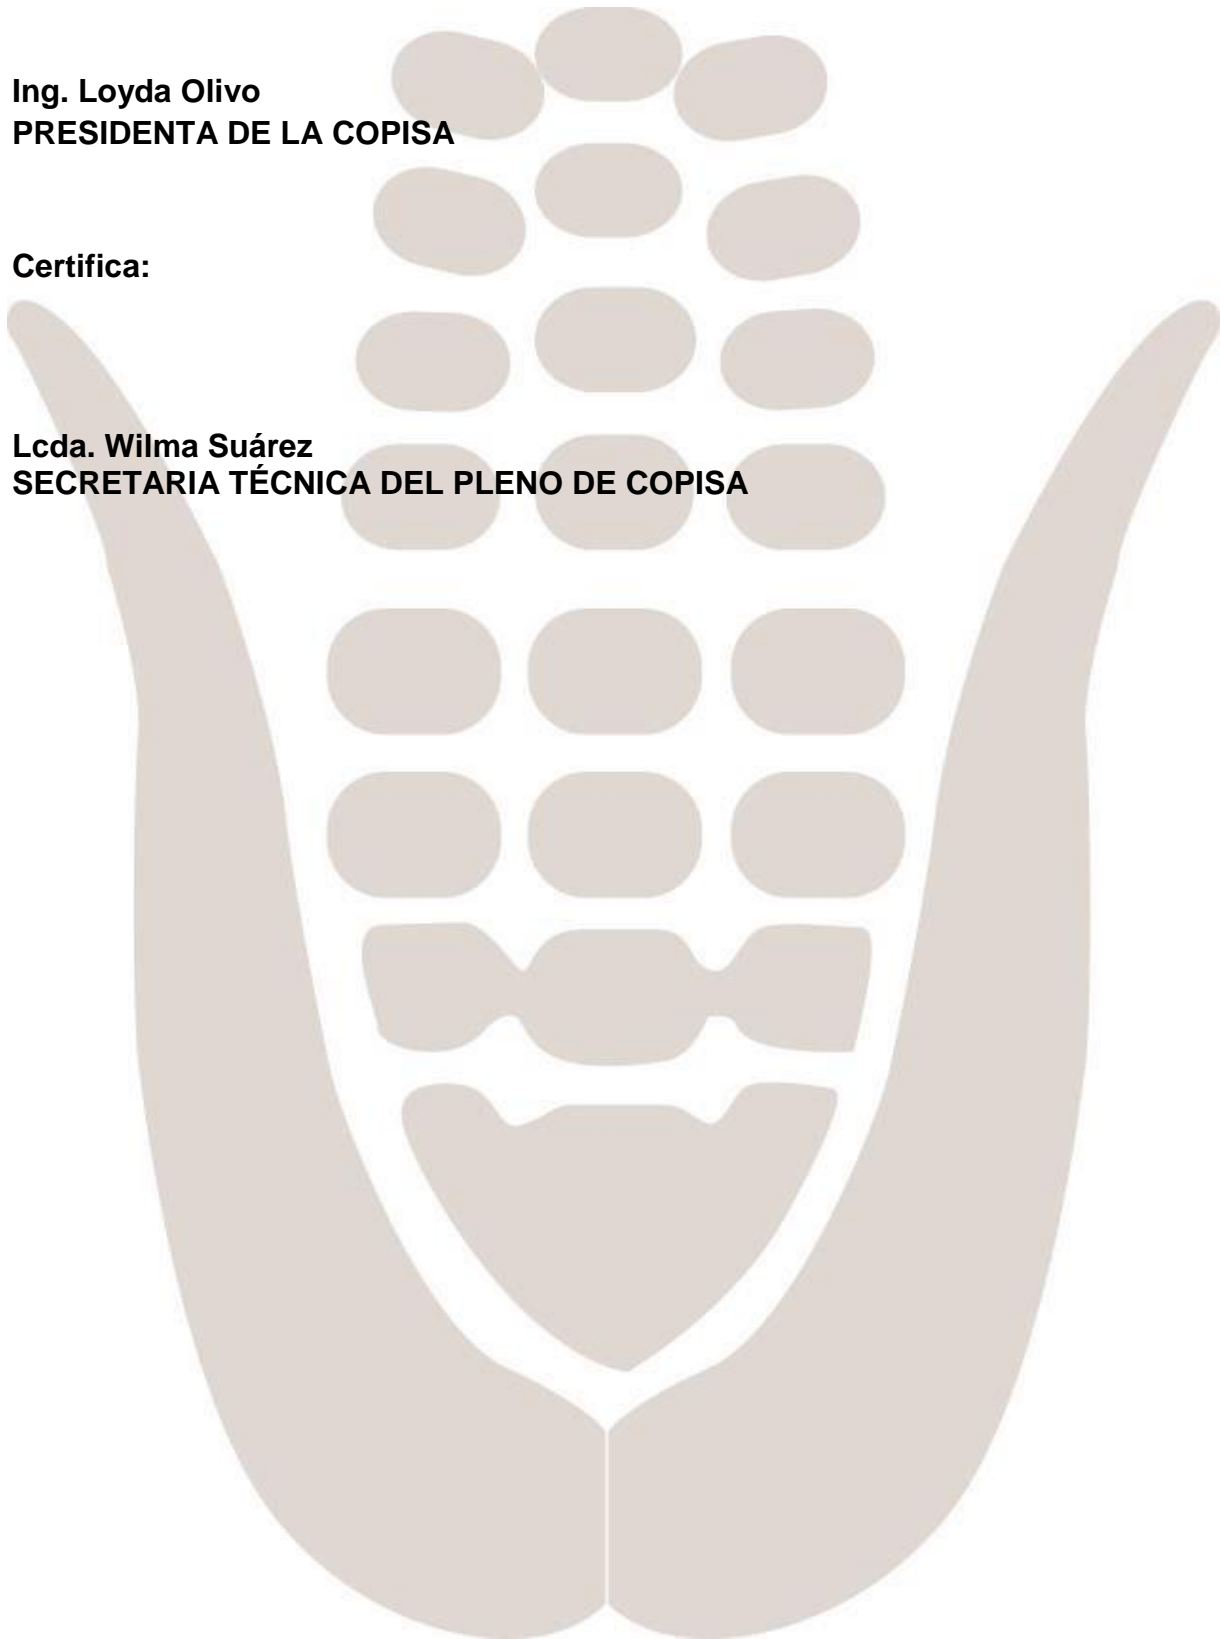 Ing. Loyda Olivo
PRESIDENTA DE LA COPISA
Certifica:
Lcda. Wilma Suárez
SECRETARIA TÉCNICA DEL PLENO DE COPISA